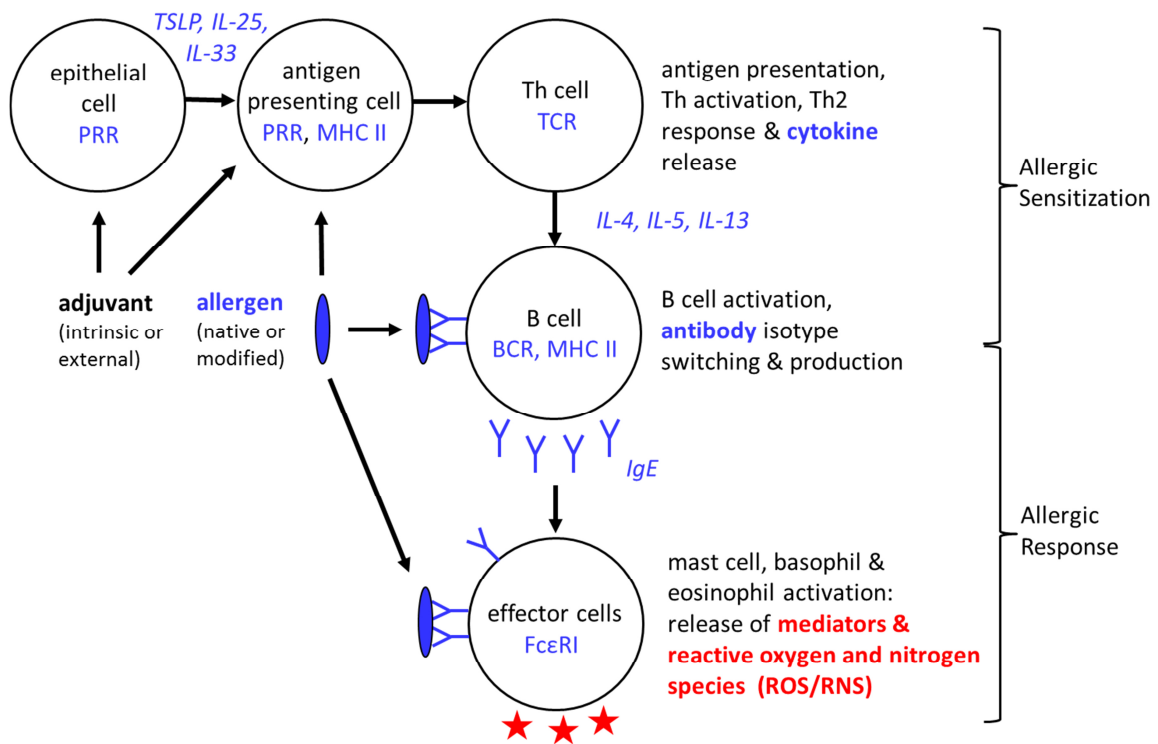 TSLP, IL-25,
IL-33
epithelial
cell
PRR
antigen
presenting cell
PRR, MHC II
Th cell
TCR
antigen presentation,
Th activation, Th2
response & cytokine
release
Allergic
Sensitization
IL-4, IL-5, IL-13
adjuvant
(intrinsic or
external)
allergen
(native or
modified)
B cell
BCR, MHC II
B cell activation,
antibody isotype
switching & production
IgE
Allergic
Response
effector cells
FcεRI
mast cell, basophil &
eosinophil activation:
release of mediators &
reactive oxygen and nitrogen
species (ROS/RNS)